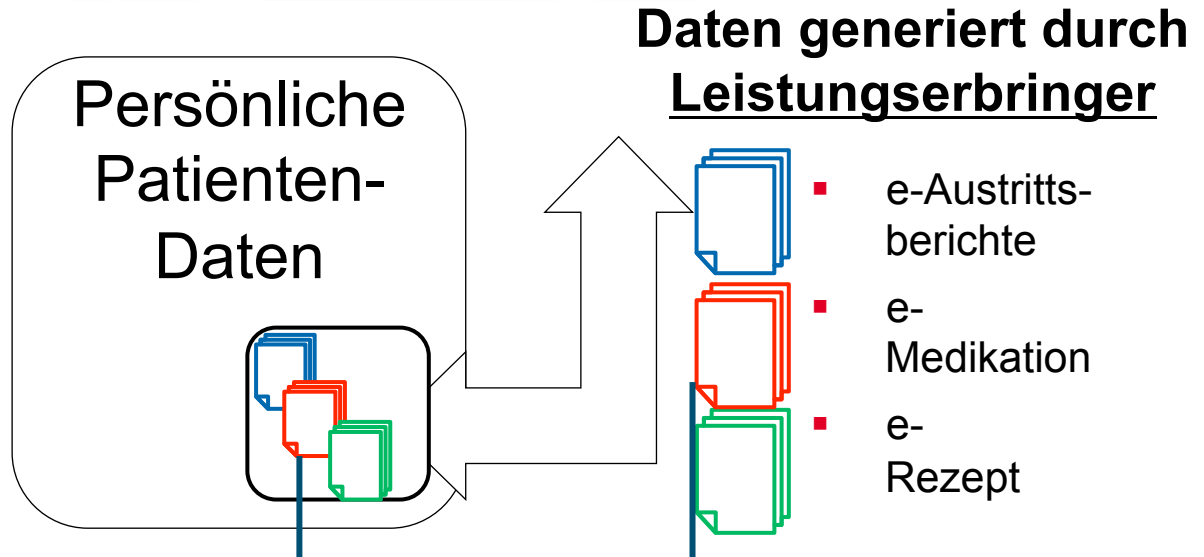 Daten generiert durch
Leistungserbringer
Persönliche
Patienten-
Daten
e-Austritts-
berichte
e-
Medikation
e-
Rezept